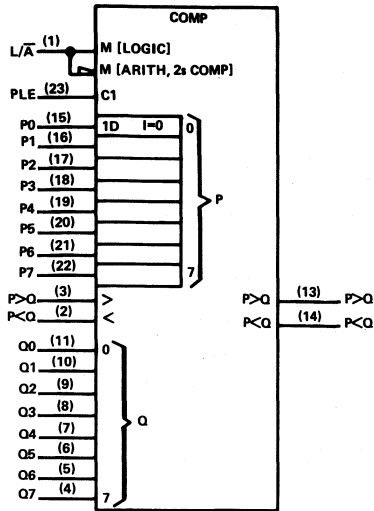 COMP
L/A̅ (1) M [LOGIC]
M [ARITH, 2s COMP]
PLE (23) C1
P0 (15) 1D I=0 0
P1 (16)
P2 (17)
P3 (18)
P4 (19) P
P5 (20)
P6 (21)
P7 (22) 7
P>Q (3) > P>Q (13) P>Q
P<Q (2) < P<Q (14) P<Q
Q0 (11) 0
Q1 (10)
Q2 (9)
Q3 (8) Q
Q4 (7)
Q5 (6)
Q6 (5)
Q7 (4) 7